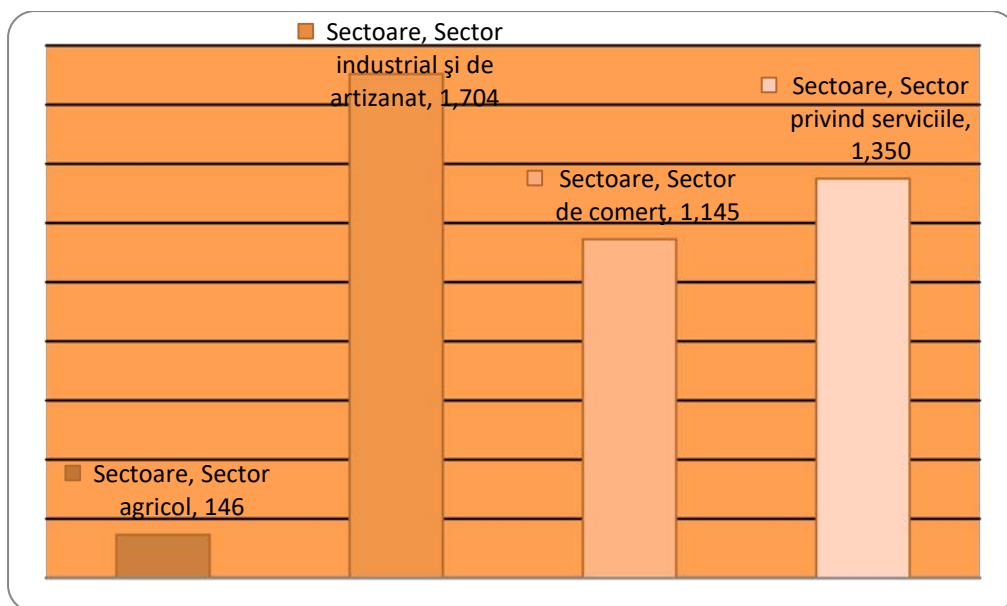 Sectoare, Sector
agricol, 146
Sectoare, Sector
industrial şi de
artizanat, 1,704
Sectoare, Sector
de comerţ, 1,145
Sectoare, Sector
privind serviciile,
1,350